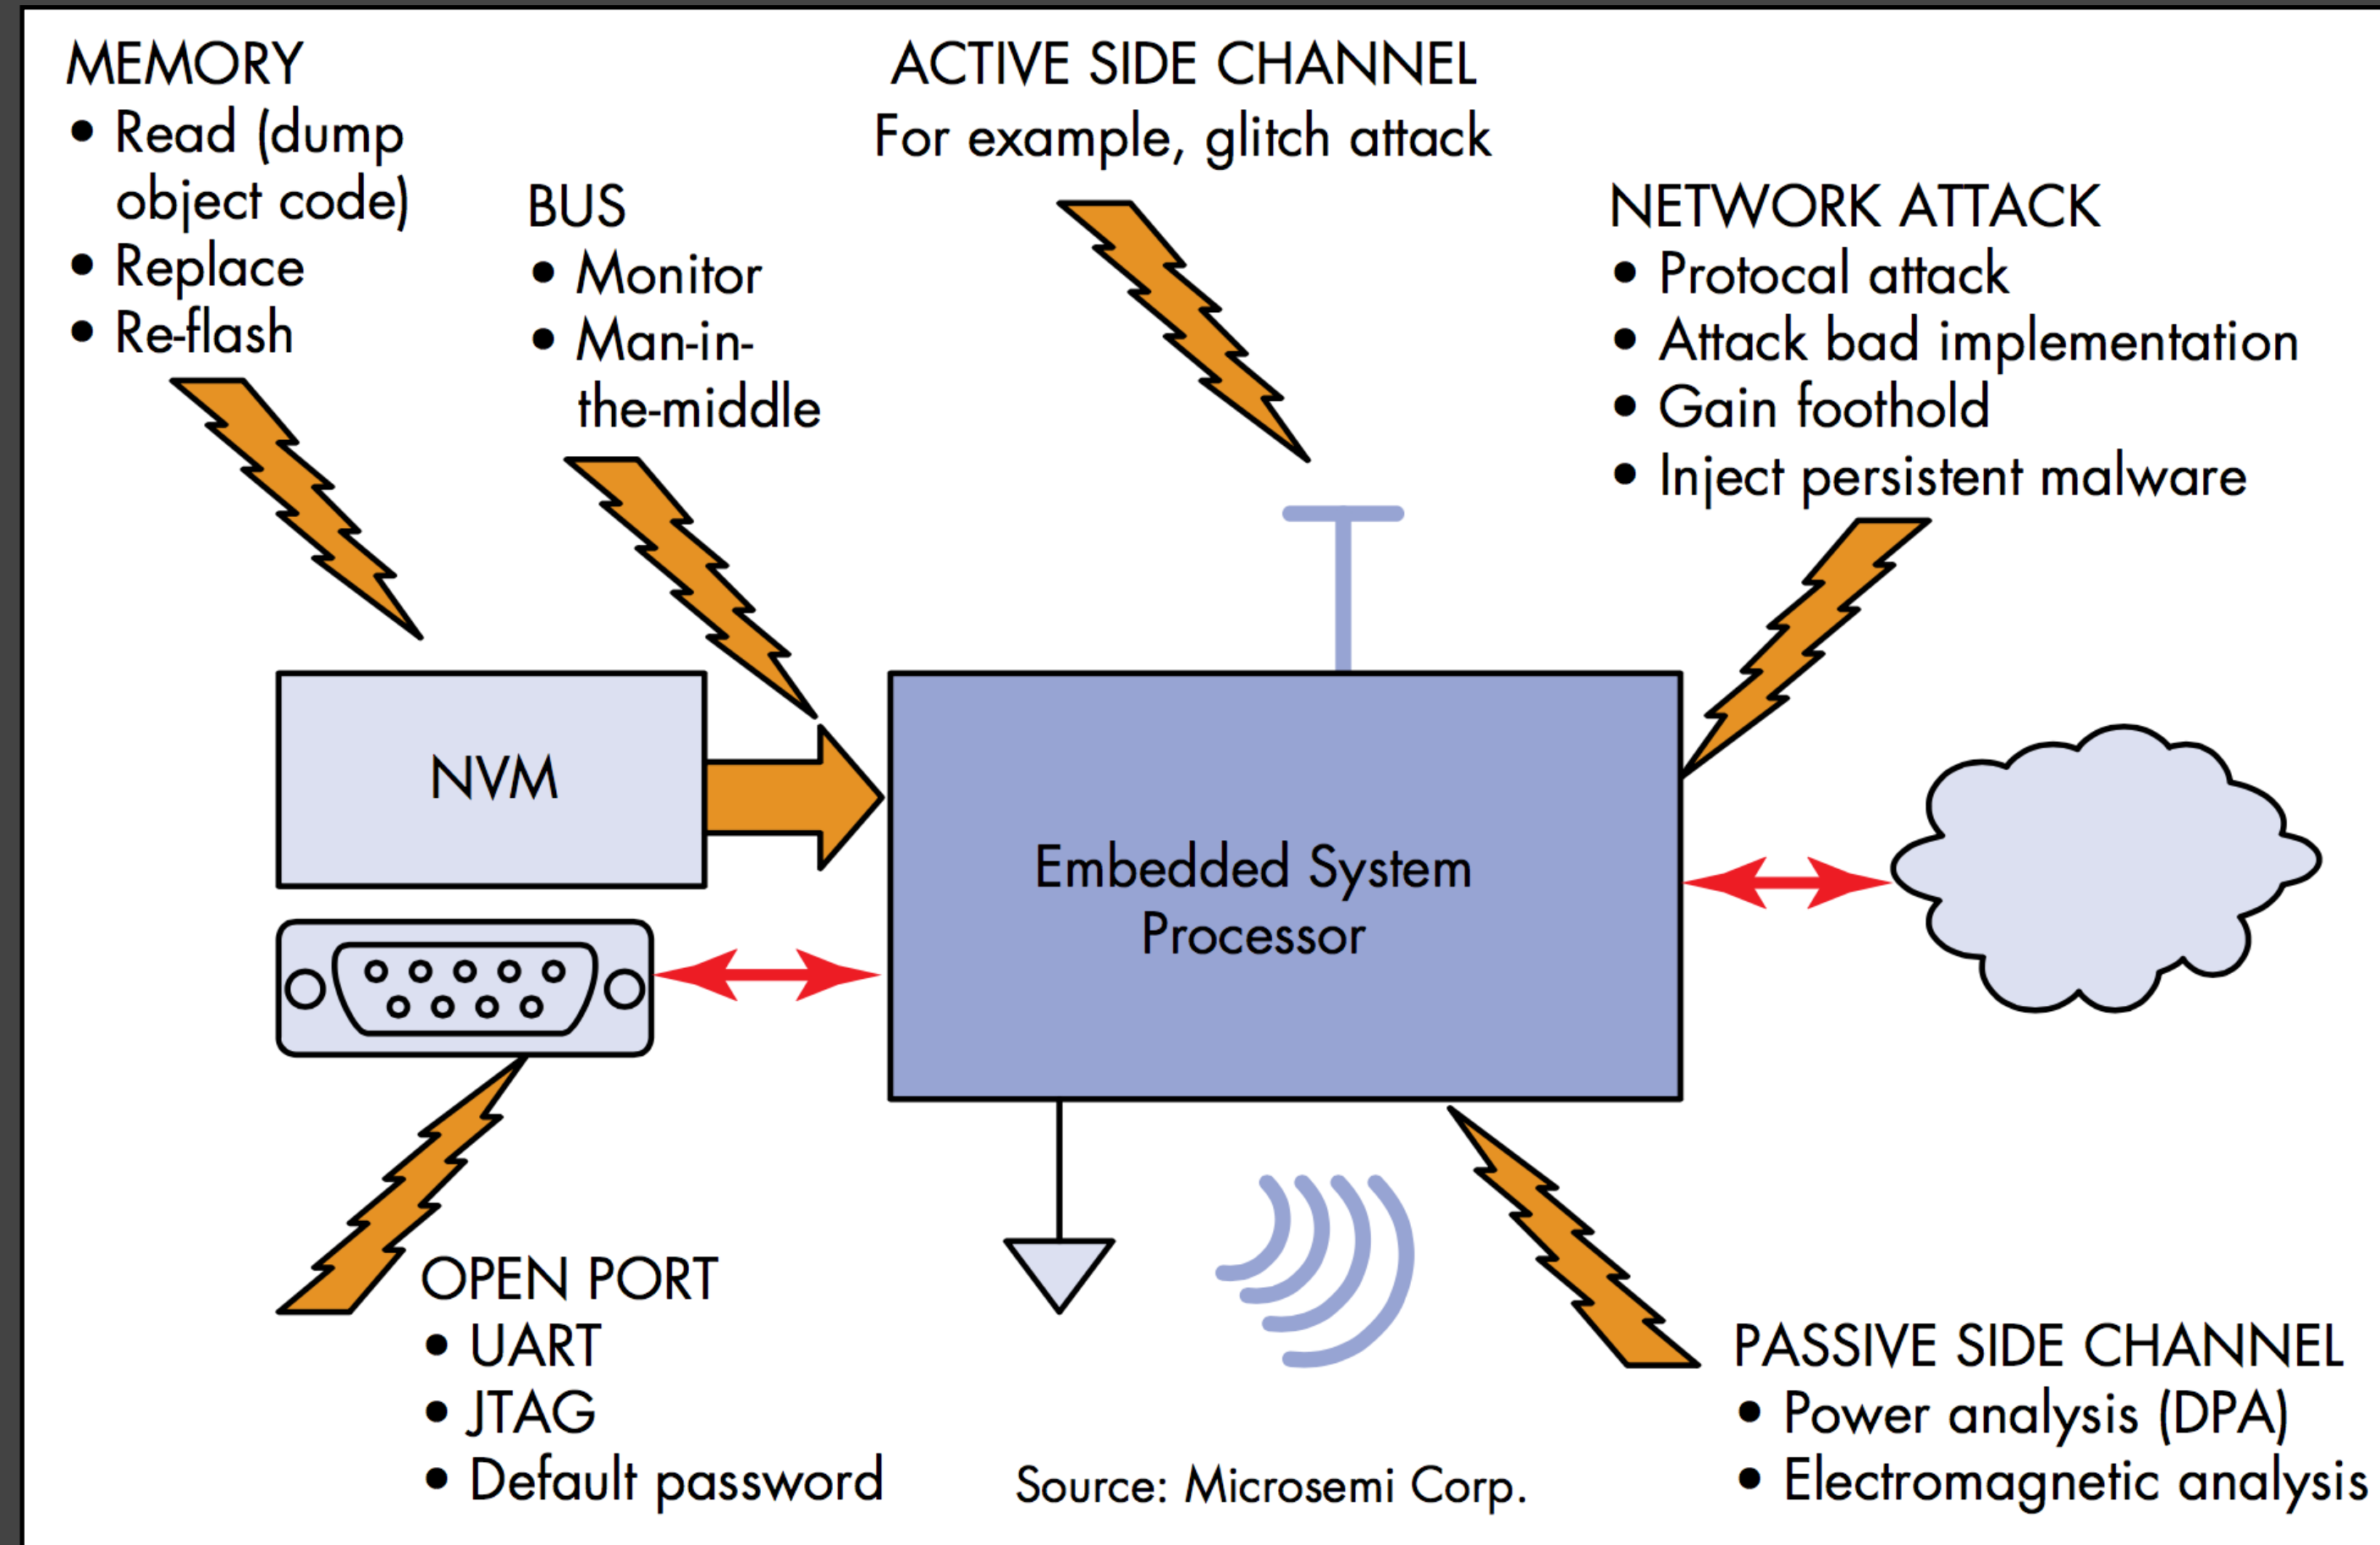 MEMORY
• Read (dump
object code)
• Replace
• Re-flash
BUS
• Monitor
• Man-in-
the-middle
ACTIVE SIDE CHANNEL
For example, glitch attack
NETWORK ATTACK
• Protocal attack
• Attack bad implementation
• Gain foothold
• Inject persistent malware
NVM
Embedded System
Processor
OPEN PORT
• UART
• JTAG
• Default password
Source: Microsemi Corp.
PASSIVE SIDE CHANNEL
• Power analysis (DPA)
• Electromagnetic analysis